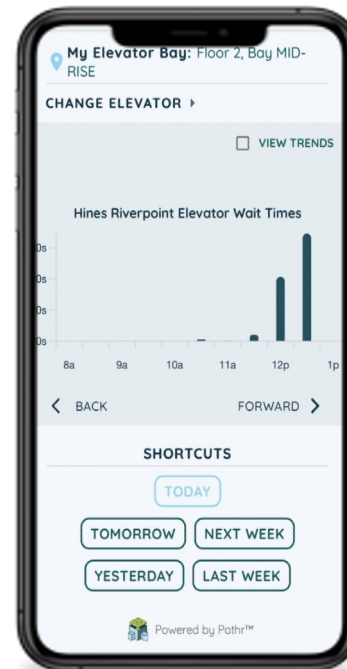 My Elevator Bay: Floor 2, Bay MID-
RISE
CHANGE ELEVATOR
VIEW TRENDS
Hines Riverpoint Elevator Wait Times
0s
0s
0s
0s
8a 9a 10a 11a 12p 1p
BACK FORWARD
SHORTCUTS
TODAY
TOMORROW NEXT WEEK
YESTERDAY LAST WEEK
Powered by Pathr™